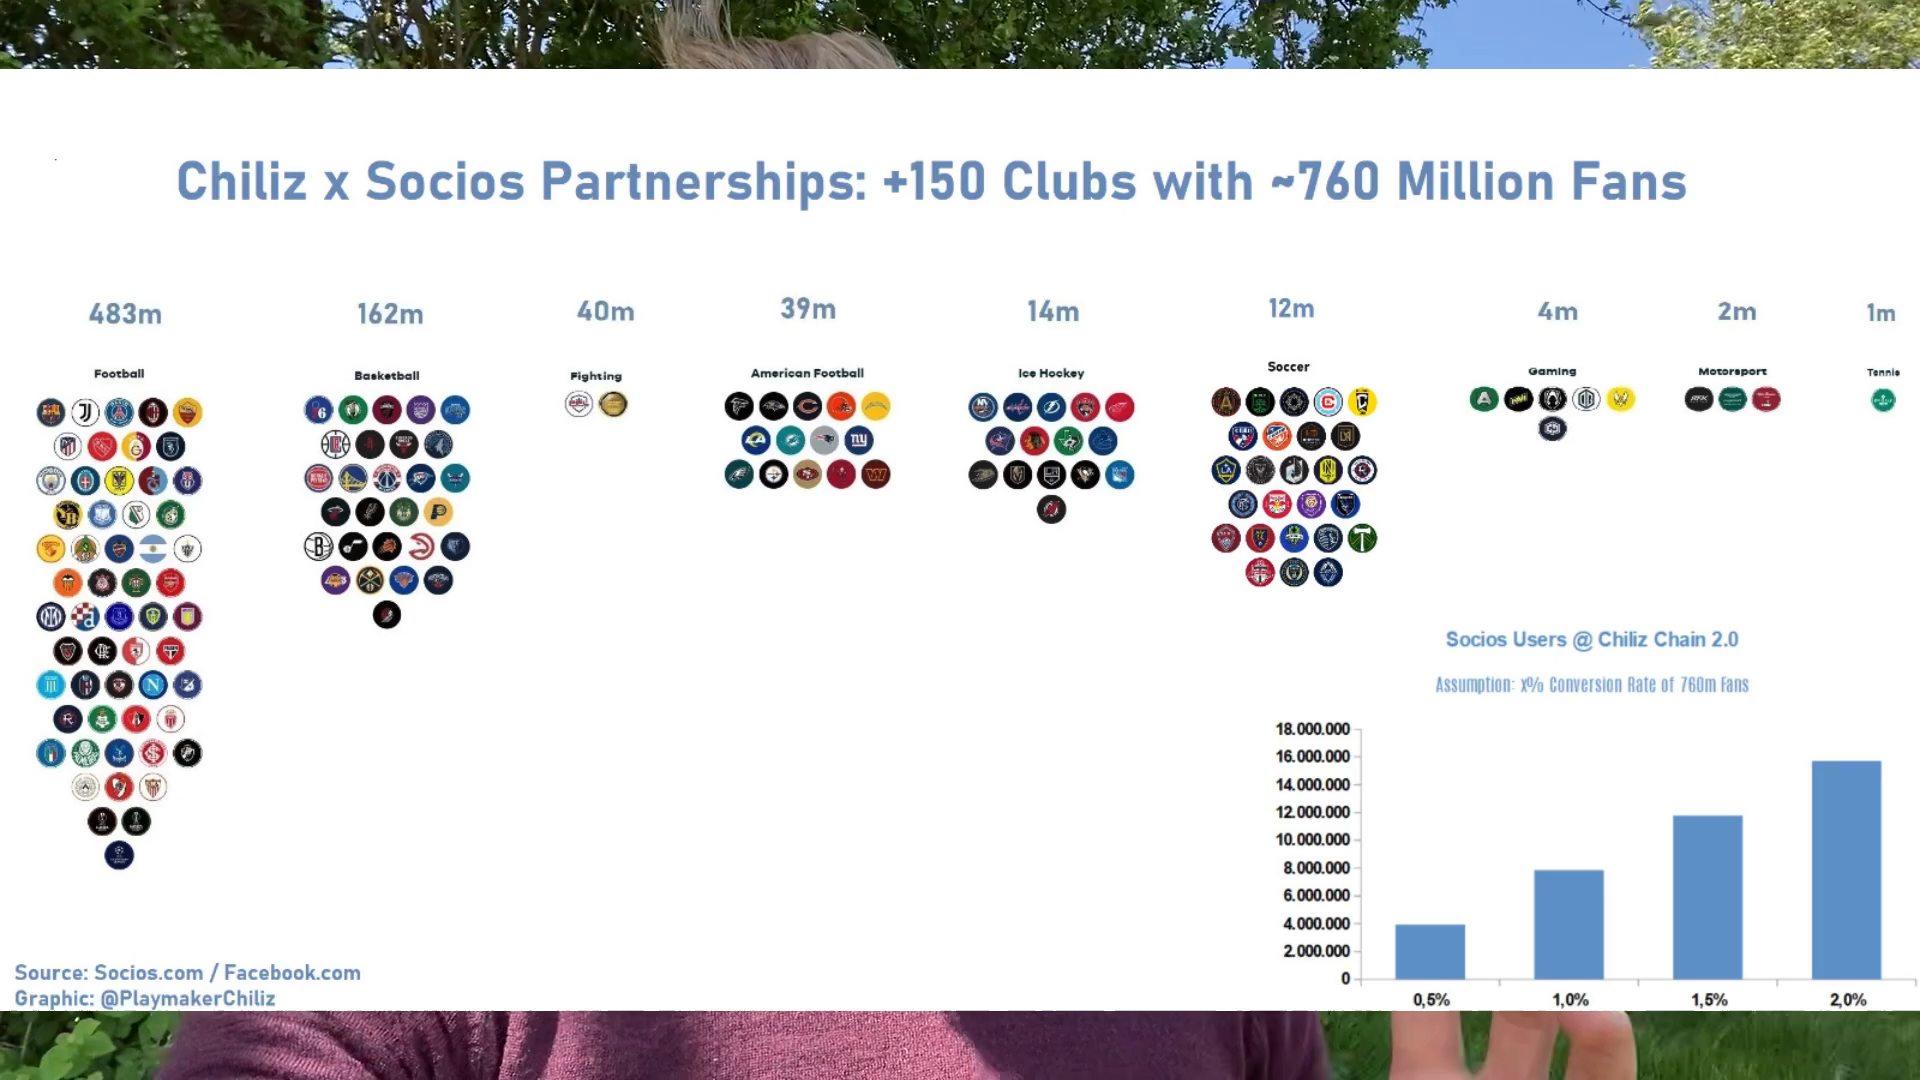 Chiliz x Socios Partnerships: +150 Clubs with ~760 Million Fans
483m
162m
40m
39m
14m
12m
4m
2m
1m
Football
Basketball
Fighting
American Football
Ice Hockey
Soccer
Gaming
Motorsport
Tennis
Socios Users @ Chiliz Chain 2.0
Assumption: x% Conversion Rate of 760m Fans
18.000.000
16.000.000
14.000.000
12.000.000
10.000.000
8.000.000
6.000.000
4.000.000
2.000.000
0
0,5%
1,0%
1,5%
2,0%
Source: Socios.com / Facebook.com
Graphic: @PlaymakerChiliz